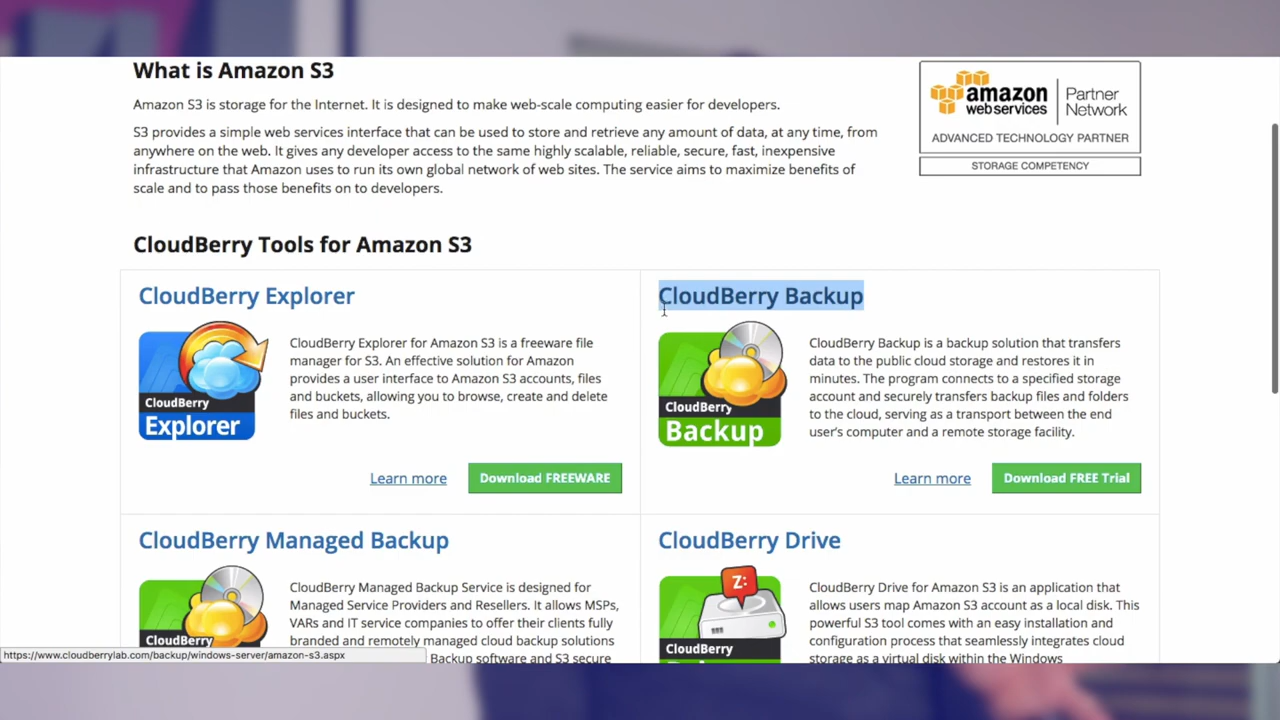 What is Amazon S3
Amazon S3 is storage for the Internet. It is designed to make web-scale computing easier for developers.
S3 provides a simple web services interface that can be used to store and retrieve any amount of data, at any time, from
anywhere on the web. It gives any developer access to the same highly scalable, reliable, secure, fast, inexpensive
infrastructure that Amazon uses to run its own global network of web sites. The service aims to maximize benefits of
scale and to pass those benefits on to developers.
amazon
web services
Partner
Network
ADVANCED TECHNOLOGY PARTNER
STORAGE COMPETENCY
CloudBerry Tools for Amazon S3
CloudBerry Explorer
CloudBerry
Explorer
CloudBerry Explorer for Amazon S3 is a freeware file
manager for S3. An effective solution for Amazon
provides a user interface to Amazon S3 accounts, files
and buckets, allowing you to browse, create and delete
files and buckets.
Learn more
Download FREEWARE
CloudBerry Backup
CloudBerry
Backup
CloudBerry Backup is a backup solution that transfers
data to the public cloud storage and restores it in
minutes. The program connects to a specified storage
account and securely transfers backup files and folders
to the cloud, serving as a transport between the end
user's computer and a remote storage facility.
Learn more
Download FREE Trial
CloudBerry Managed Backup
CloudBerry
CloudBerry Managed Backup Service is designed for
Managed Service Providers and Resellers. It allows MSPs,
VARs and IT service companies to offer their clients fully
branded and remotely managed cloud backup solutions
Backup software and S3 secure
CloudBerry Drive
Z:
CloudBerry
CloudBerry Drive for Amazon S3 is an application that
allows users map Amazon S3 account as a local disk. This
powerful S3 tool comes with an easy installation and
configuration process that seamlessly integrates cloud
storage as a virtual disk within the Windows
https://www.cloudberrylab.com/backup/windows-server/amazon-s3.aspx